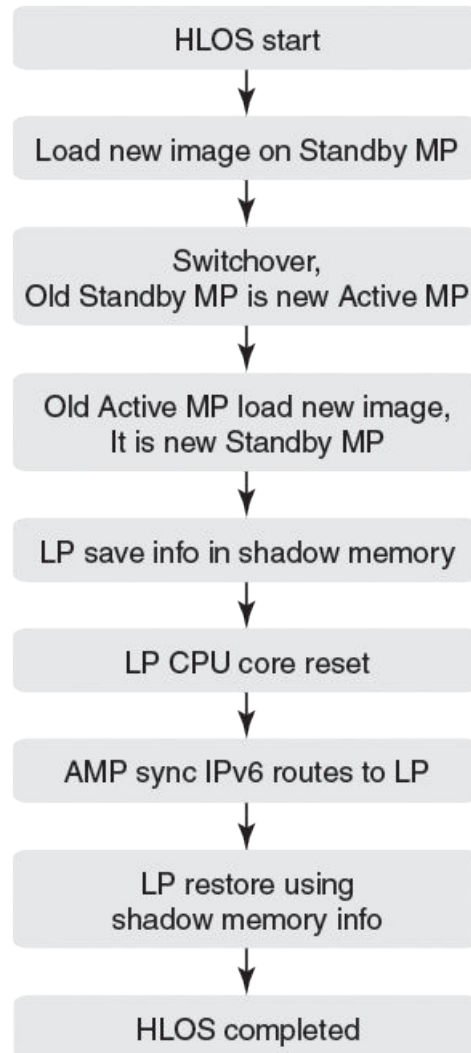 HLOS start
Load new image on Standby MP
Switchover,
Old Standby MP is new Active MP
Old Active MP load new image,
It is new Standby MP
LP save info in shadow memory
LP CPU core reset
AMP sync IPv6 routes to LP
LP restore using
shadow memory info
HLOS completed